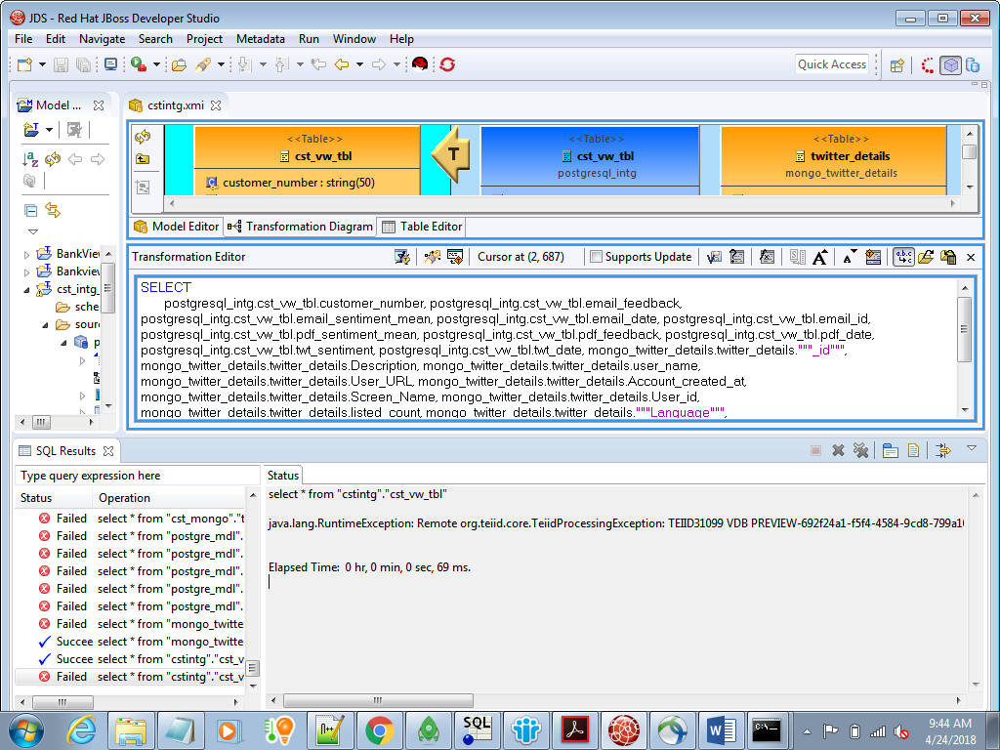 JDS - Red Hat JBoss Developer Studio
File Edit Navigate Search Project Metadata Run Window Help
Quick Access
Model ...
cstintg.xmi
<<Table>>
cst_vw_tbl
customer_number : string(50)
T
<<Table>>
cst_vw_tbl
postgresql_intg
<<Table>>
twitter_details
mongo_twitter_details
Model Editor Transformation Diagram Table Editor
BankView
Bankview
cst_intg_
sche
sourc
p
Transformation Editor Cursor at (2, 687) Supports Update
SELECT
postgresql_intg.cst_vw_tbl.customer_number, postgresql_intg.cst_vw_tbl.email_feedback,
postgresql_intg.cst_vw_tbl.email_sentiment_mean, postgresql_intg.cst_vw_tbl.email_date, postgresql_intg.cst_vw_tbl.email_id,
postgresql_intg.cst_vw_tbl.pdf_sentiment_mean, postgresql_intg.cst_vw_tbl.pdf_feedback, postgresql_intg.cst_vw_tbl.pdf_date,
postgresql_intg.cst_vw_tbl.twt_sentiment, postgresql_intg.cst_vw_tbl.twt_date, mongo_twitter_details.twitter_details."""_id""",
mongo_twitter_details.twitter_details.Description, mongo_twitter_details.twitter_details.user_name,
mongo_twitter_details.twitter_details.User_URL, mongo_twitter_details.twitter_details.Account_created_at,
mongo_twitter_details.twitter_details.Screen_Name, mongo_twitter_details.twitter_details.User_id,
mongo_twitter_details.twitter_details.listed_count, mongo_twitter_details.twitter_details."""Language""",
SQL Results
Type query expression here
Status Operation
Failed select * from "cst_mongo"."t
Failed select * from "postgre_mdl".
Failed select * from "postgre_mdl".
Failed select * from "postgre_mdl".
Failed select * from "postgre_mdl".
Failed select * from "postgre_mdl".
Failed select * from "mongo_twitte
Succee select * from "mongo_twitte
Succee select * from "cstintg"."cst_v
Failed select * from "cstintg"."cst_v
Status
select * from "cstintg"."cst_vw_tbl"
java.lang.RuntimeException: Remote org.teiid.core.TeiidProcessingException: TEIID31099 VDB PREVIEW-692f24a1-f5f4-4584-9cd8-799a10
Elapsed Time: 0 hr, 0 min, 0 sec, 69 ms.
SQL
9:44 AM
4/24/2018